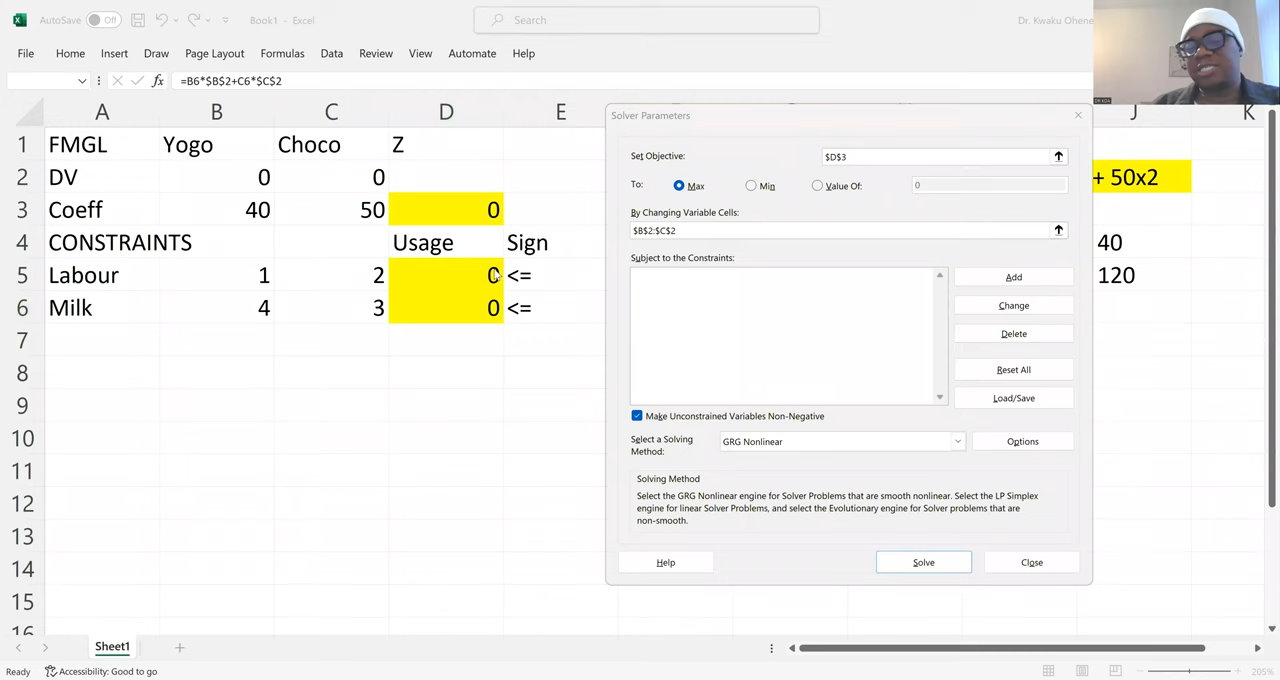 AutoSave Off Book1 - Excel Search Dr. Kwaku Ohene
File Home Insert Draw Page Layout Formulas Data Review View Automate Help
fx =B6*$B$2+C6*$C$2
A B C D E J K
1 FMGL Yogo Choco Z
2 DV 0 0 + 50x2
3 Coeff 40 50 0
4 CONSTRAINTS Usage Sign 40
5 Labour 1 2 0 <= 120
6 Milk 4 3 0 <=
7
8
9
10
11
12
13
14
15
16
Solver Parameters
Set Objective: $D$3
To: Max Min Value Of: 0
By Changing Variable Cells:
$B$2:$C$2
Subject to the Constraints:
Add
Change
Delete
Reset All
Load/Save
Make Unconstrained Variables Non-Negative
Select a Solving Method: GRG Nonlinear Options
Solving Method
Select the GRG Nonlinear engine for Solver Problems that are smooth nonlinear. Select the LP Simplex
engine for linear Solver Problems, and select the Evolutionary engine for Solver problems that are
non-smooth.
Help Solve Close
Sheet1
Ready Accessibility: Good to go 205%